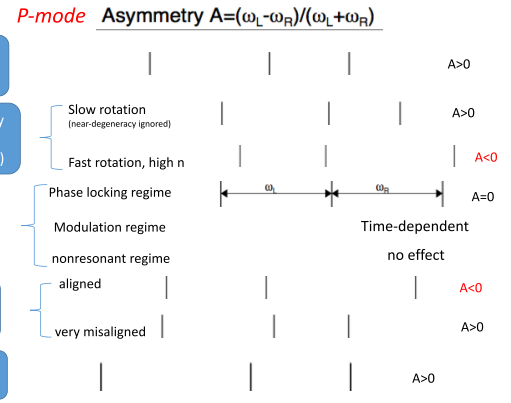 P-mode Asymmetry A=(ωL-ωR)/(ωL+ωR)
A>0
y
Slow rotation
(near-degeneracy ignored)
A>0
)
Fast rotation, high n
A<0
Phase locking regime
ωL
ωR
A=0
Modulation regime
Time-dependent
nonresonant regime
no effect
aligned
A<0
very misaligned
A>0
A>0